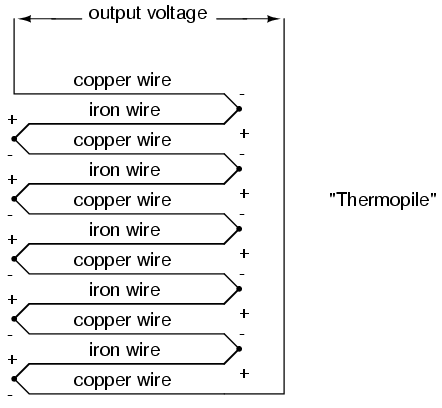 output voltage
copper wire
-
iron wire
+
copper wire
+
-
-
iron wire
+
copper wire
+
-
-
"Thermopile"
iron wire
+
copper wire
+
-
-
iron wire
+
copper wire
+
-
-
iron wire
+
copper wire
+
-